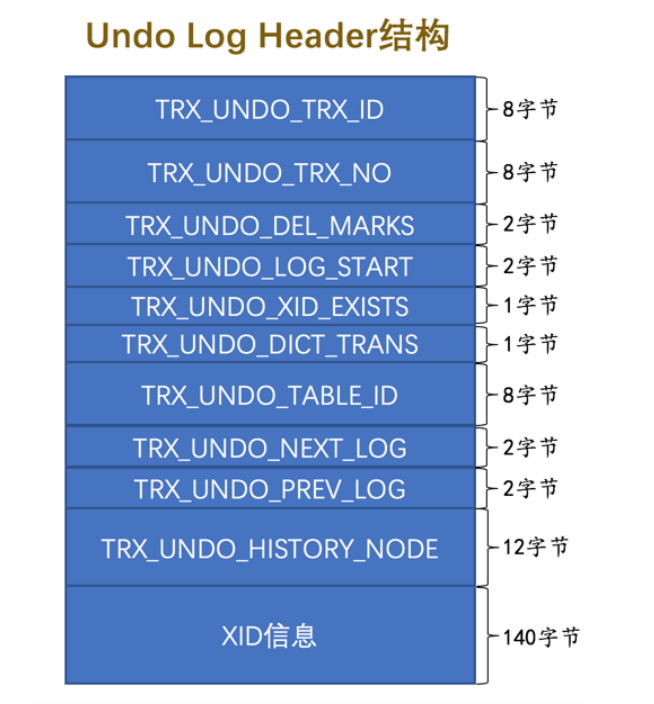 Undo Log Header结构
TRX_UNDO_TRX_ID 8字节
TRX_UNDO_TRX_NO 8字节
TRX_UNDO_DEL_MARKS 2字节
TRX_UNDO_LOG_START 2字节
TRX_UNDO_XID_EXISTS 1字节
TRX_UNDO_DICT_TRANS 1字节
TRX_UNDO_TABLE_ID 8字节
TRX_UNDO_NEXT_LOG 2字节
TRX_UNDO_PREV_LOG 2字节
TRX_UNDO_HISTORY_NODE 12字节
XID信息 140字节